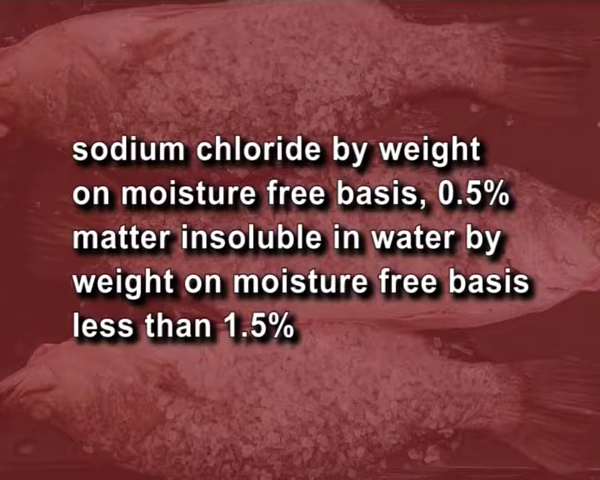 sodium chloride by weight
on moisture free basis, 0.5%
matter insoluble in water by
weight on moisture free basis
less than 1.5%